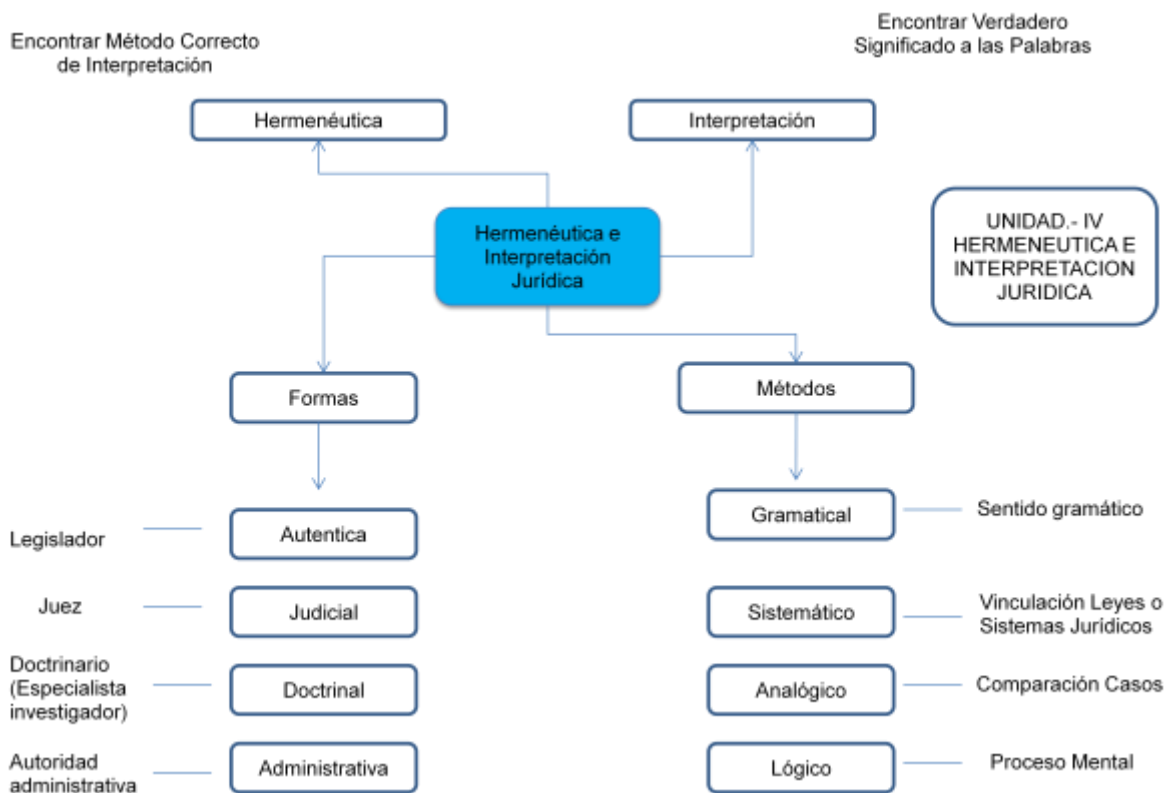 Encontrar Método Correcto
de Interpretación
Encontrar Verdadero
Significado a las Palabras
Hermenéutica
Interpretación
Hermenéutica e
Interpretación
Jurídica
UNIDAD.- IV
HERMENEUTICA E
INTERPRETACION
JURIDICA
Formas
Métodos
Legislador
Autentica
Juez
Judicial
Doctrinario
(Especialista
investigador)
Doctrinal
Autoridad
administrativa
Administrativa
Gramatical
Sentido gramático
Sistemático
Vinculación Leyes o
Sistemas Jurídicos
Analógico
Comparación Casos
Lógico
Proceso Mental